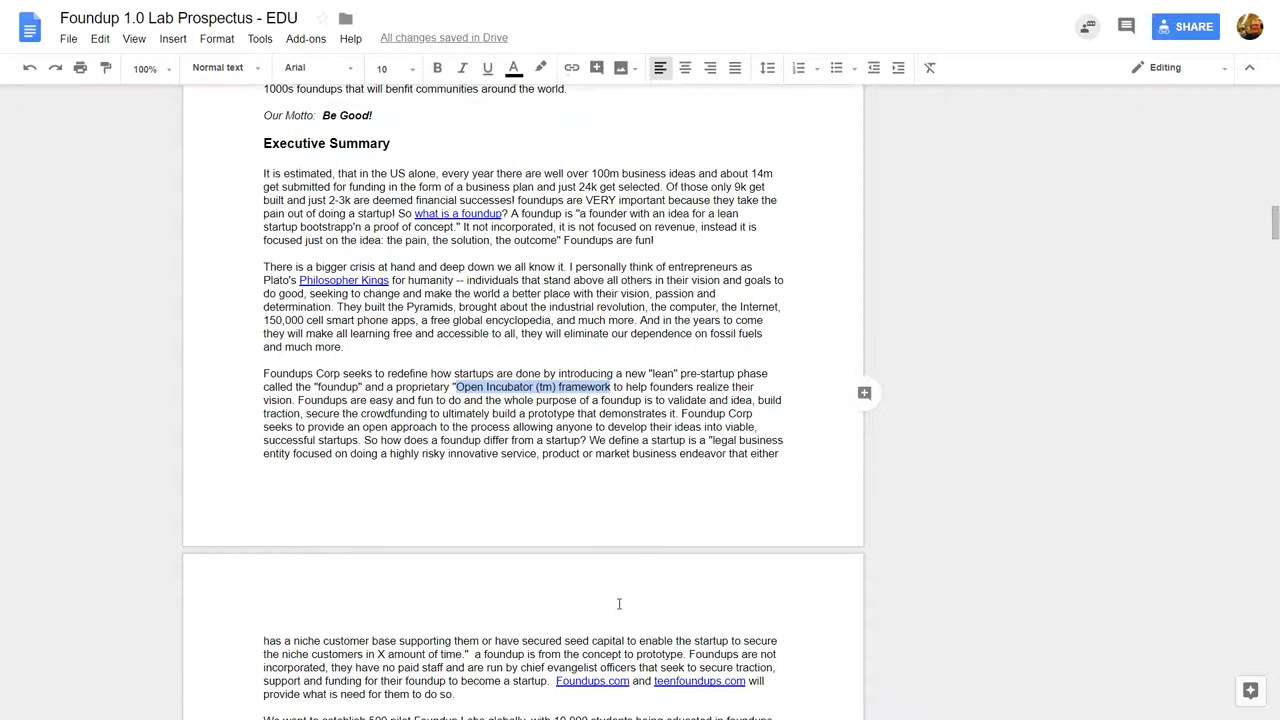 Foundup 1.0 Lab Prospectus - EDU
File Edit View Insert Format Tools Add-ons Help All changes saved in Drive
SHARE
100% Normal text Arial 10 B I U A Editing
1000s foundups that will benfit communities around the world.
Our Motto: Be Good!
Executive Summary
It is estimated, that in the US alone, every year there are well over 100m business ideas and about 14m
get submitted for funding in the form of a business plan and just 24k get selected. Of those only 9k get
built and just 2-3k are deemed financial successes! foundups are VERY important because they take the
pain out of doing a startup! So what is a foundup? A foundup is "a founder with an idea for a lean
startup bootstrapp'n a proof of concept." It not incorporated, it is not focused on revenue, instead it is
focused just on the idea: the pain, the solution, the outcome" Foundups are fun!
There is a bigger crisis at hand and deep down we all know it. I personally think of entrepreneurs as
Plato's Philosopher Kings for humanity -- individuals that stand above all others in their vision and goals to
do good, seeking to change and make the world a better place with their vision, passion and
determination. They built the Pyramids, brought about the industrial revolution, the computer, the Internet,
150,000 cell smart phone apps, a free global encyclopedia, and much more. And in the years to come
they will make all learning free and accessible to all, they will eliminate our dependence on fossil fuels
and much more.
Foundups Corp seeks to redefine how startups are done by introducing a new "lean" pre-startup phase
called the "foundup" and a proprietary "Open Incubator (tm) framework to help founders realize their
vision. Foundups are easy and fun to do and the whole purpose of a foundup is to validate and idea, build
traction, secure the crowdfunding to ultimately build a prototype that demonstrates it. Foundup Corp
seeks to provide an open approach to the process allowing anyone to develop their ideas into viable,
successful startups. So how does a foundup differ from a startup? We define a startup is a "legal business
entity focused on doing a highly risky innovative service, product or market business endeavor that either
has a niche customer base supporting them or have secured seed capital to enable the startup to secure
the niche customers in X amount of time." a foundup is from the concept to prototype. Foundups are not
incorporated, they have no paid staff and are run by chief evangelist officers that seek to secure traction,
support and funding for their foundup to become a startup. Foundups.com and teenfoundups.com will
provide what is need for them to do so.
We want to establish 500 pilot Foundup Labs globally, with 10,000 students being educated in foundups